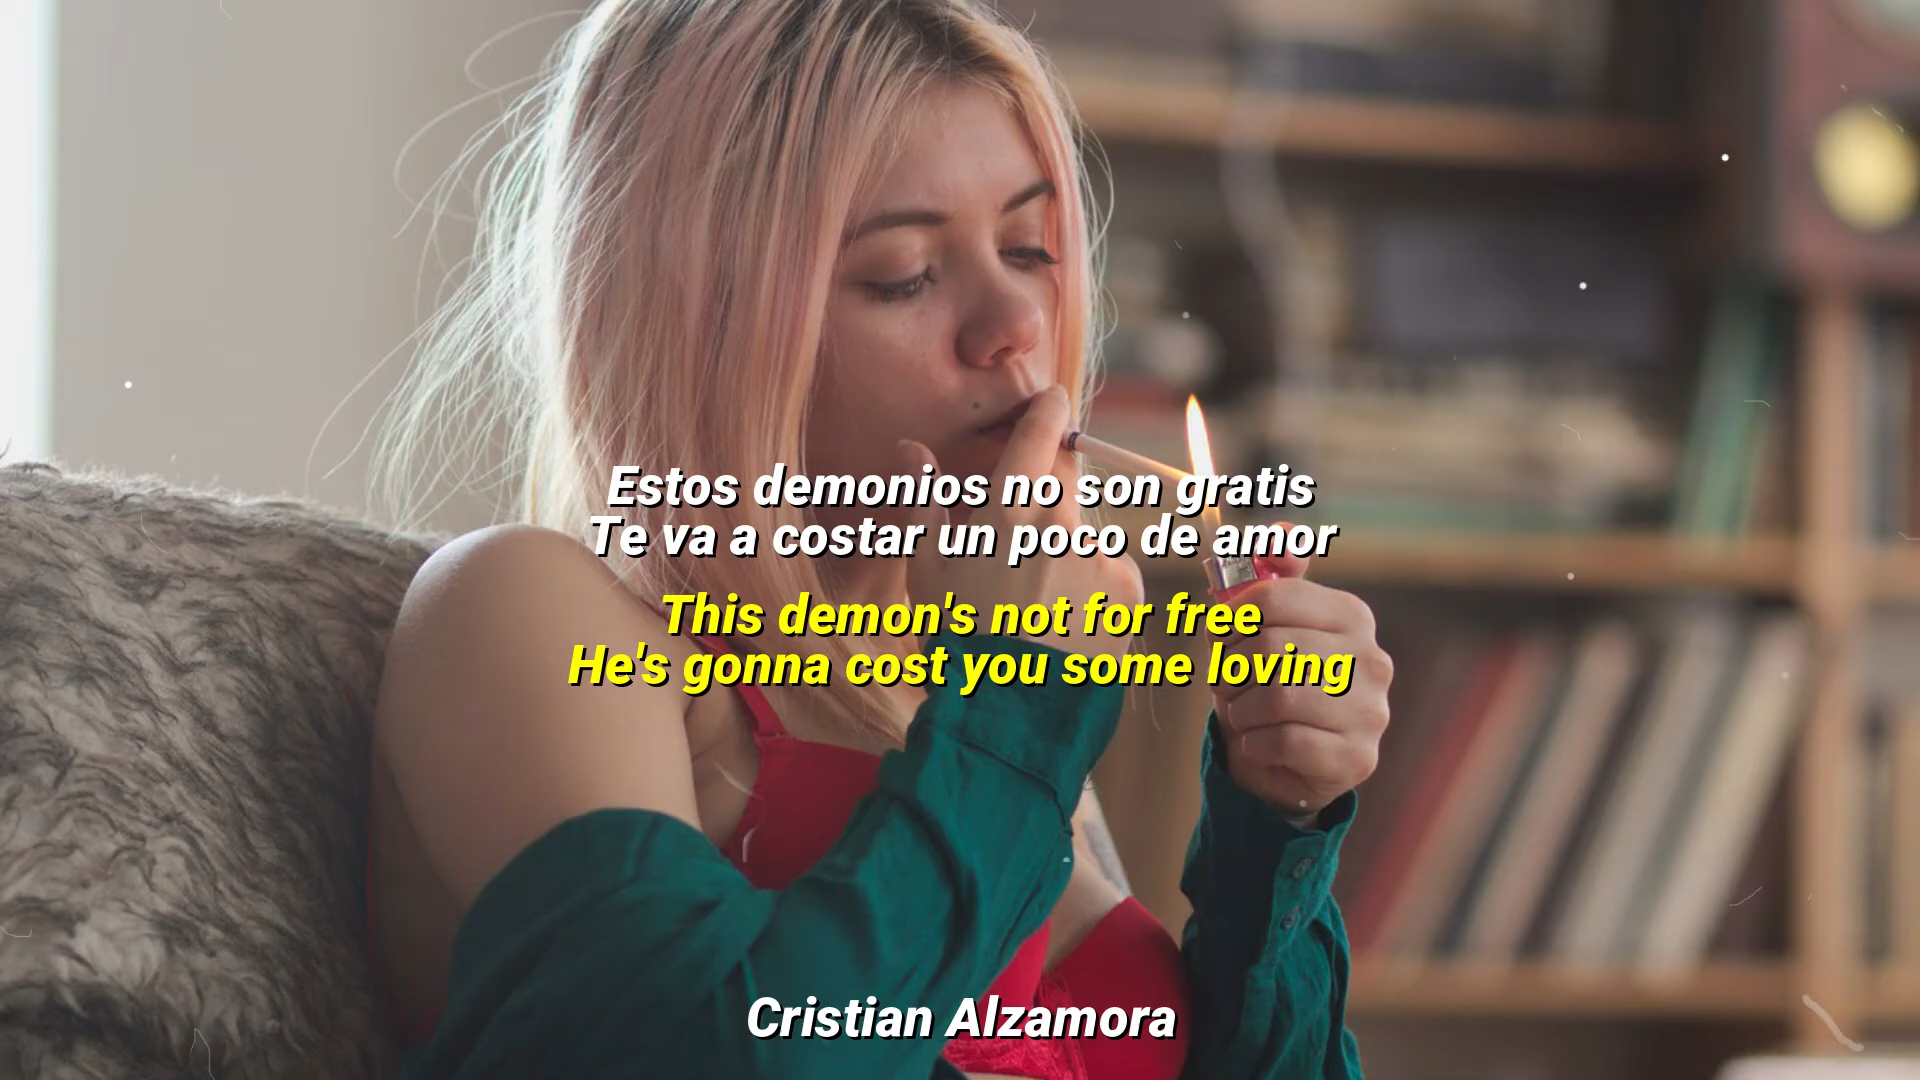 Estos demonios no son gratis
Te va a costar un poco de amor
This demon's not for free
He's gonna cost you some loving
Cristian Alzamora